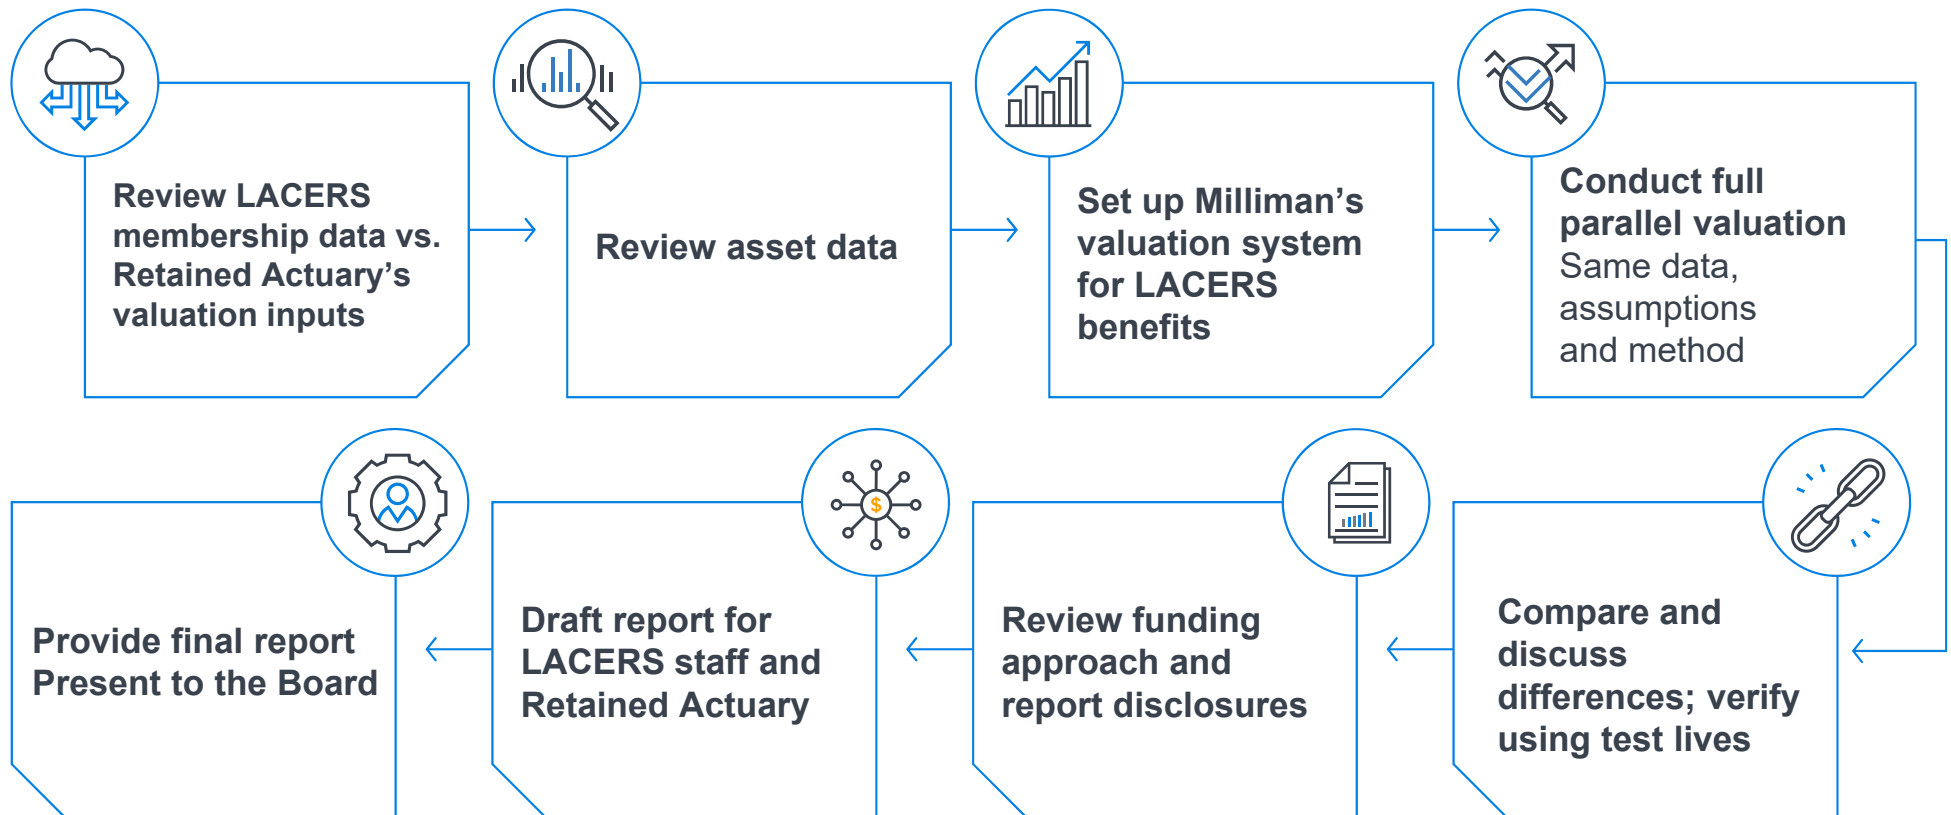 Review LACERS
membership data vs.
Retained Actuary’s
valuation inputs
Review asset data
Set up Milliman’s
valuation system
for LACERS
benefits
Conduct full
parallel valuation
Same data,
assumptions
and method
Compare and
discuss
differences; verify
using test lives
Review funding
approach and
report disclosures
$
Draft report for
LACERS staff and
Retained Actuary
Provide final report
Present to the Board